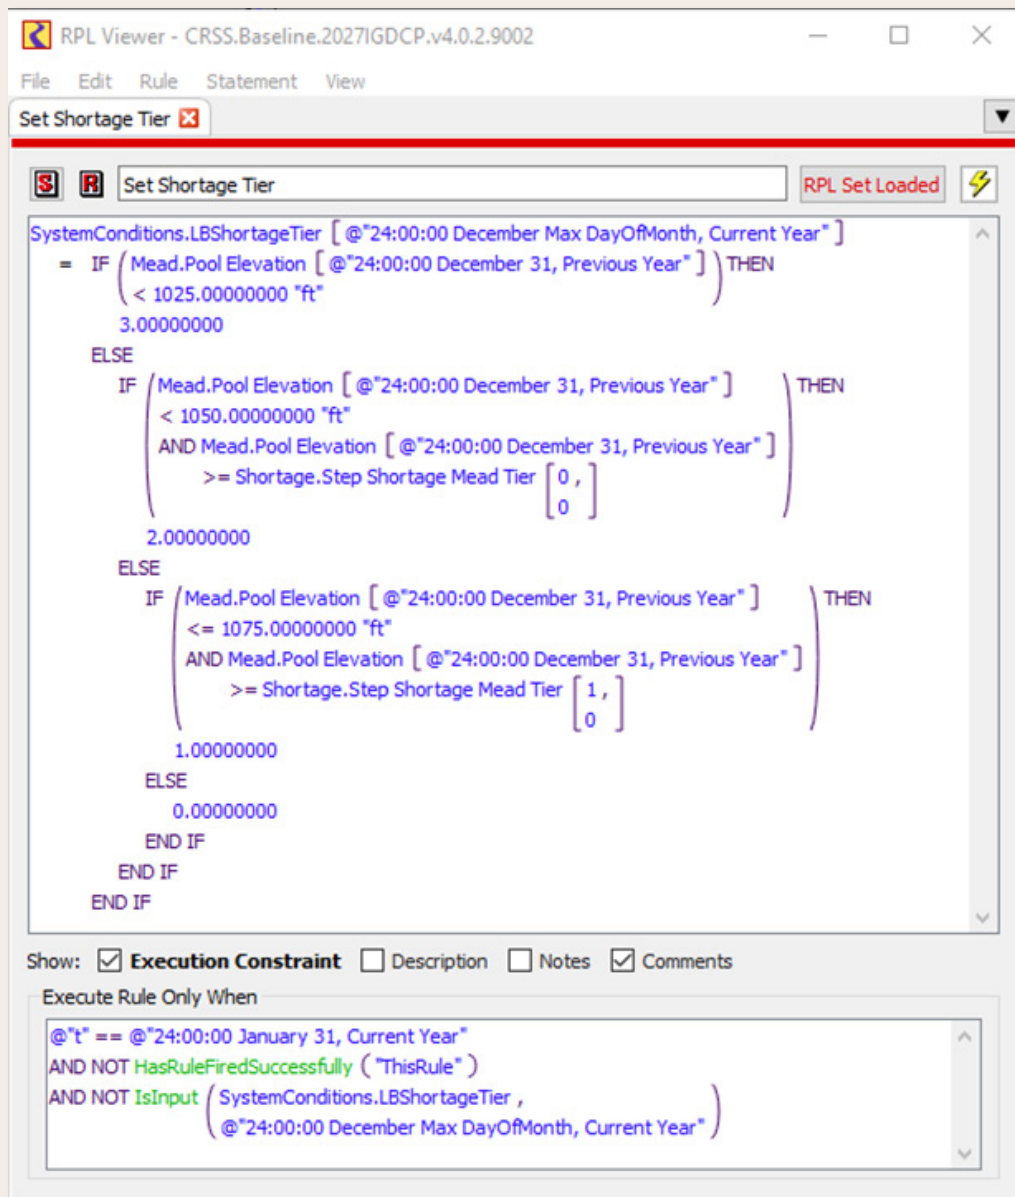 RPL Viewer - CRSS.Baseline.2027IGDCP.v4.0.2.9002
File Edit Rule Statement View
Set Shortage Tier
S R Set Shortage Tier RPL Set Loaded
SystemConditions.LBShortageTier [ @"24:00:00 December Max DayOfMonth, Current Year" ]
= IF ( Mead.Pool Elevation [ @"24:00:00 December 31, Previous Year" ] ) THEN
< 1025.00000000 "ft"
3.00000000
ELSE
IF ( Mead.Pool Elevation [ @"24:00:00 December 31, Previous Year" ] ) THEN
< 1050.00000000 "ft"
AND Mead.Pool Elevation [ @"24:00:00 December 31, Previous Year" ]
>= Shortage.Step Shortage Mead Tier [ 0 ,
0 ]
2.00000000
ELSE
IF ( Mead.Pool Elevation [ @"24:00:00 December 31, Previous Year" ] ) THEN
<= 1075.00000000 "ft"
AND Mead.Pool Elevation [ @"24:00:00 December 31, Previous Year" ]
>= Shortage.Step Shortage Mead Tier [ 1 ,
0 ]
1.00000000
ELSE
0.00000000
END IF
END IF
END IF
Show: Execution Constraint Description Notes Comments
Execute Rule Only When
@"t" == @"24:00:00 January 31, Current Year"
AND NOT HasRuleFiredSuccessfully ( "ThisRule" )
AND NOT IsInput ( SystemConditions.LBShortageTier ,
@"24:00:00 December Max DayOfMonth, Current Year" )